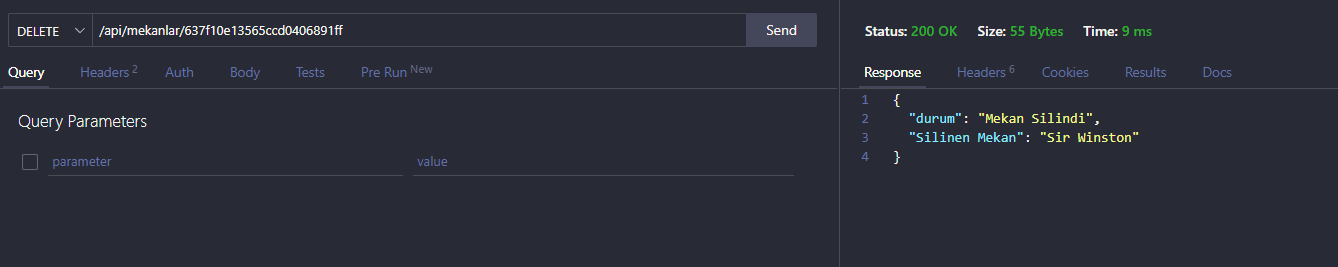 DELETE /api/mekanlar/637f10e13565ccd0406891ff Send
Query Headers 2 Auth Body Tests Pre Run New
Query Parameters
parameter value
Status: 200 OK Size: 55 Bytes Time: 9 ms
Response Headers 6 Cookies Results Docs
1 {
2 "durum": "Mekan Silindi",
3 "Silinen Mekan": "Sir Winston"
4 }